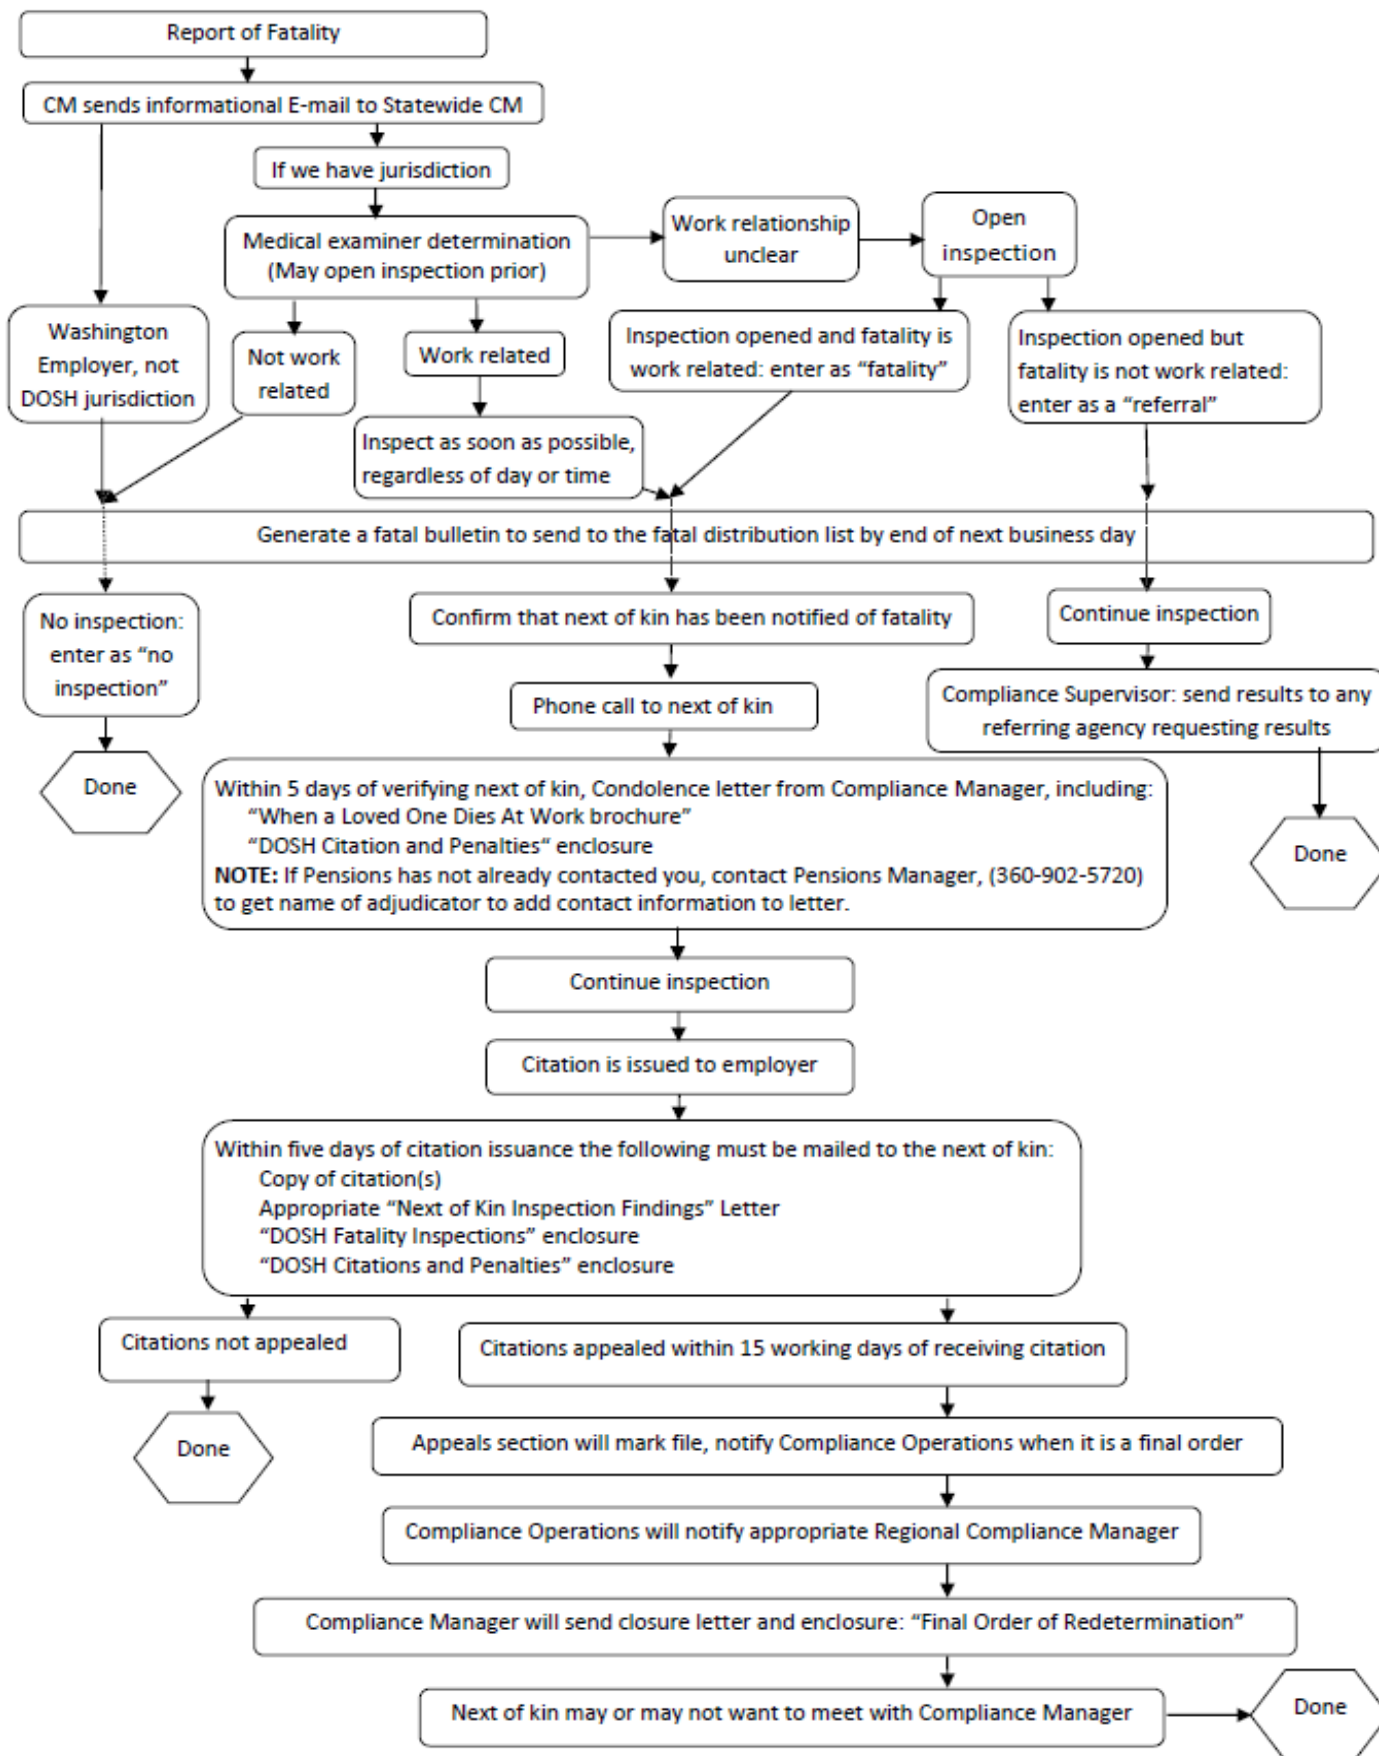 Report of Fatality
CM sends informational E-mail to Statewide CM
If we have jurisdiction
Medical examiner determination
(May open inspection prior)
Work relationship
unclear
Open
inspection
Washington
Employer, not
DOSH jurisdiction
Not work
related
Work related
Inspection opened and fatality is
work related: enter as “fatality”
Inspection opened but
fatality is not work related:
enter as a “referral”
Inspect as soon as possible,
regardless of day or time
Generate a fatal bulletin to send to the fatal distribution list by end of next business day
No inspection:
enter as “no
inspection”
Confirm that next of kin has been notified of fatality
Continue inspection
Phone call to next of kin
Compliance Supervisor: send results to any
referring agency requesting results
Done
Within 5 days of verifying next of kin, Condolence letter from Compliance Manager, including:
“When a Loved One Dies At Work brochure”
“DOSH Citation and Penalties“ enclosure
NOTE: If Pensions has not already contacted you, contact Pensions Manager, (360-902-5720)
to get name of adjudicator to add contact information to letter.
Done
Continue inspection
Citation is issued to employer
Within five days of citation issuance the following must be mailed to the next of kin:
Copy of citation(s)
Appropriate “Next of Kin Inspection Findings” Letter
“DOSH Fatality Inspections” enclosure
“DOSH Citations and Penalties” enclosure
Citations not appealed
Citations appealed within 15 working days of receiving citation
Done
Appeals section will mark file, notify Compliance Operations when it is a final order
Compliance Operations will notify appropriate Regional Compliance Manager
Compliance Manager will send closure letter and enclosure: “Final Order of Redetermination”
Next of kin may or may not want to meet with Compliance Manager
Done